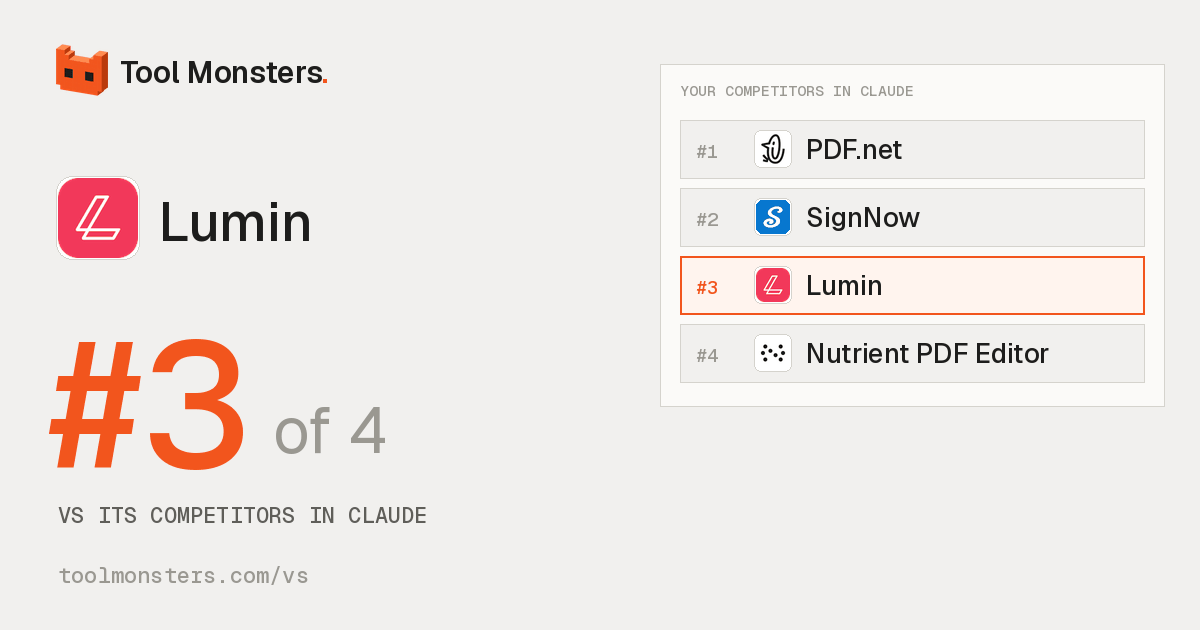 Tool Monsters.
Lumin
#3 of 4
VS ITS COMPETITORS IN CLAUDE
toolmonsters.com/vs
YOUR COMPETITORS IN CLAUDE
#1 PDF.net
#2 SignNow
#3 Lumin
#4 Nutrient PDF Editor